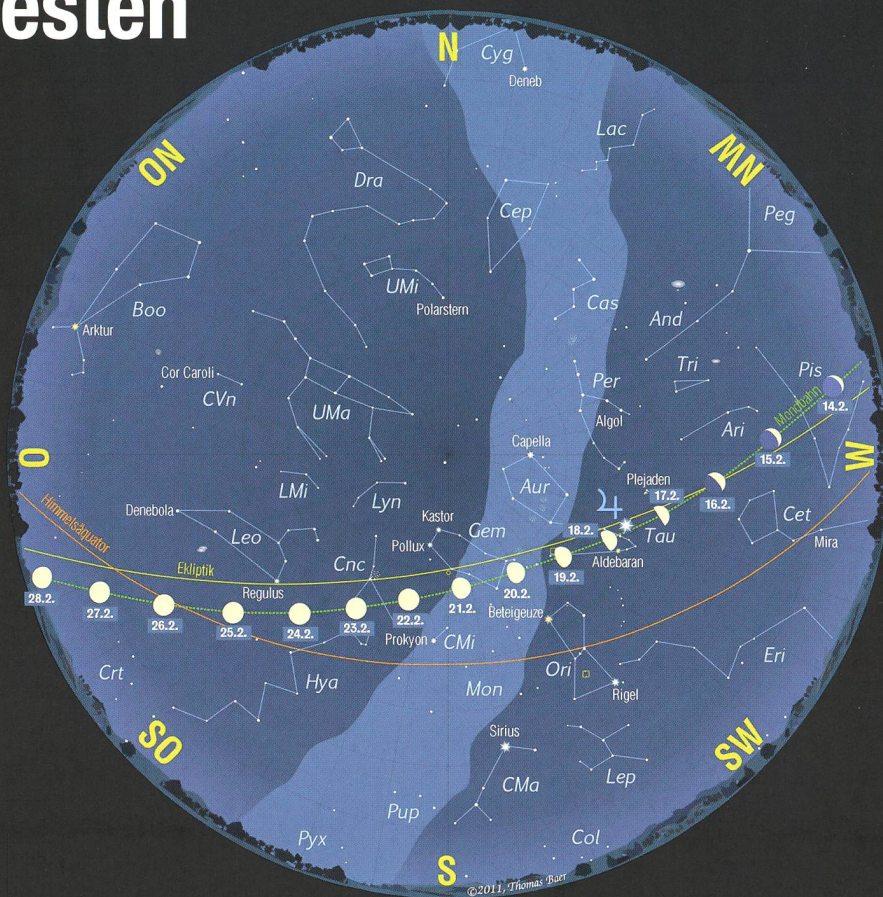 esten
N
Cyg
Deneb
Lac
NO
NW
Dra
Cep
Peg
UMi
Polarstern
Cas
And
Boo
Arktur
Cor Caroli
CVn
UMa
Tri
Per
Algol
Pis
Mondbahn
14.2.
Ari
15.2.
O
W
Capella
Aur
LMi
Lyn
Plejaden
17.2.
16.2.
♃
Tau
Cet
Mira
Himmelsäquator
Denebola
Leo
Kastor
Pollux
Gem
18.2.
Aldebaran
19.2.
Ekliptik
Cnc
Regulus
20.2.
21.2.
22.2.
23.2.
24.2.
25.2.
26.2.
27.2.
28.2.
Beteigeuze
Prokyon
CMi
Crt
Hya
Mon
Ori
Rigel
Eri
SO
SW
Sirius
CMa
Lep
Pup
Pyx
Col
S
©2011, Thomas Baer